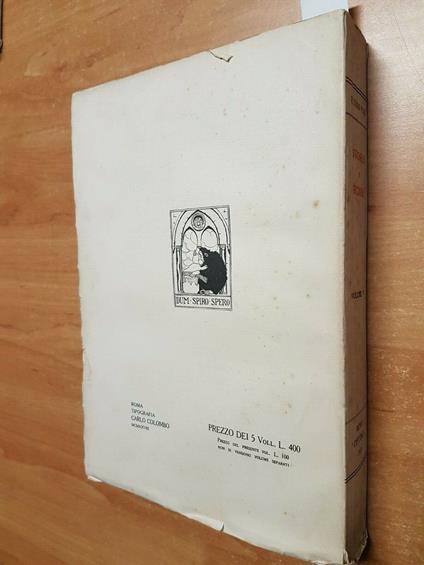 DUM · SPIRO · SPERO
ROMA
TIPOGRAFIA
CARLO COLOMBO
PREZZO DEI 5 VOLL. L. 400
PREZZO DEL PRESENTE VOL. L. 100
NON SI VENDONO VOLUMI SEPARATI
VOLUME